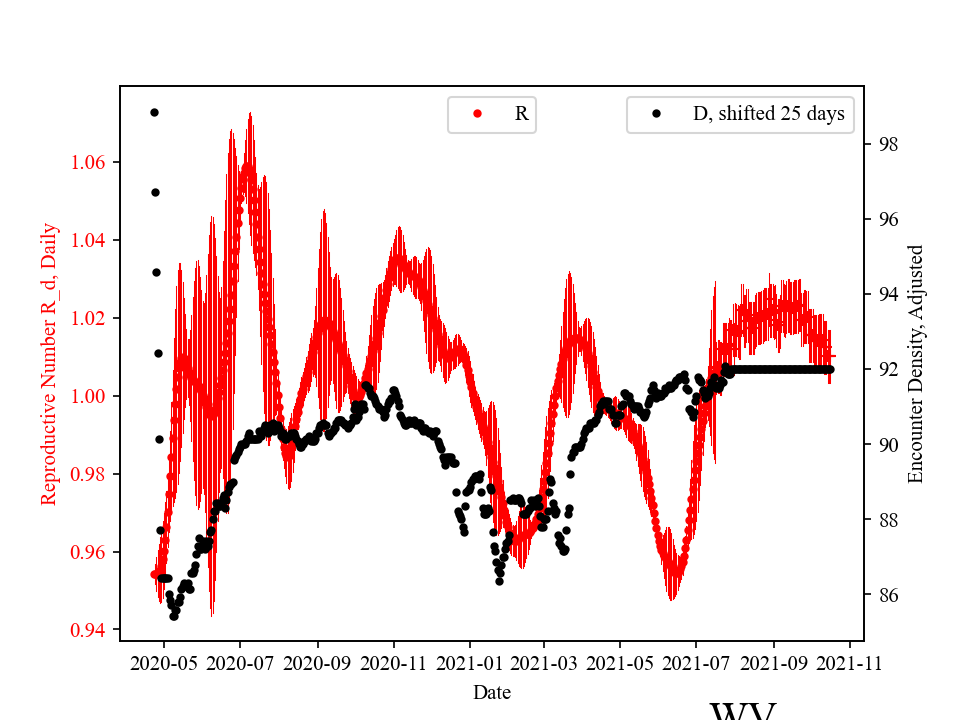 R
D, shifted 25 days
1.06
1.04
1.02
1.00
0.98
0.96
0.94
Reproductive Number R_d, Daily
98
96
94
92
90
88
86
Encounter Density, Adjusted
2020-05 2020-07 2020-09 2020-11 2021-01 2021-03 2021-05 2021-07 2021-09 2021-11
Date
WV